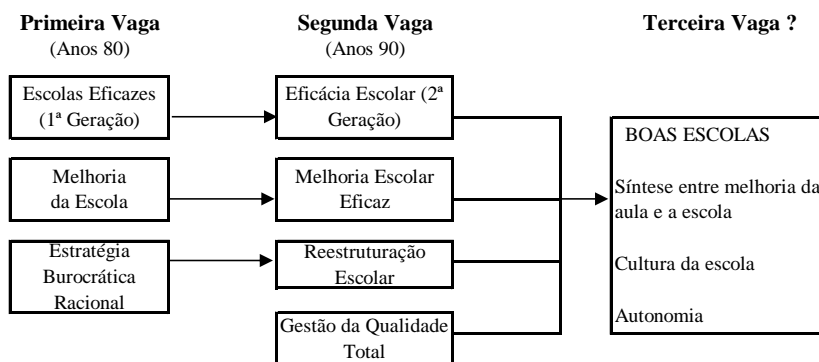 Primeira Vaga
(Anos 80)
Segunda Vaga
(Anos 90)
Terceira Vaga ?
Escolas Eficazes
(1ª Geração)
Eficácia Escolar (2ª
Geração)
Melhoria
da Escola
Melhoria Escolar
Eficaz
Estratégia
Burocrática
Racional
Reestruturação
Escolar
Gestão da Qualidade
Total
BOAS ESCOLAS
Síntese entre melhoria da
aula e a escola
Cultura da escola
Autonomia